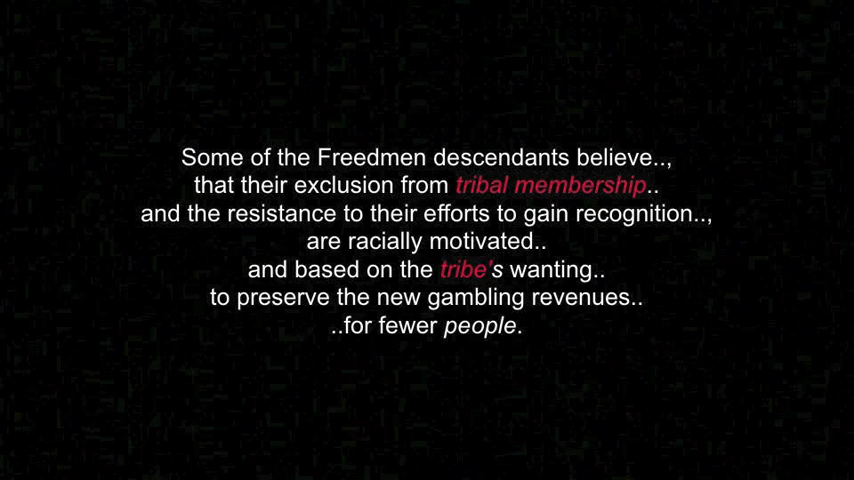 Some of the Freedmen descendants believe..,
that their exclusion from tribal membership..
and the resistance to their efforts to gain recognition..,
are racially motivated..
and based on the tribe's wanting..
to preserve the new gambling revenues..
..for fewer people.